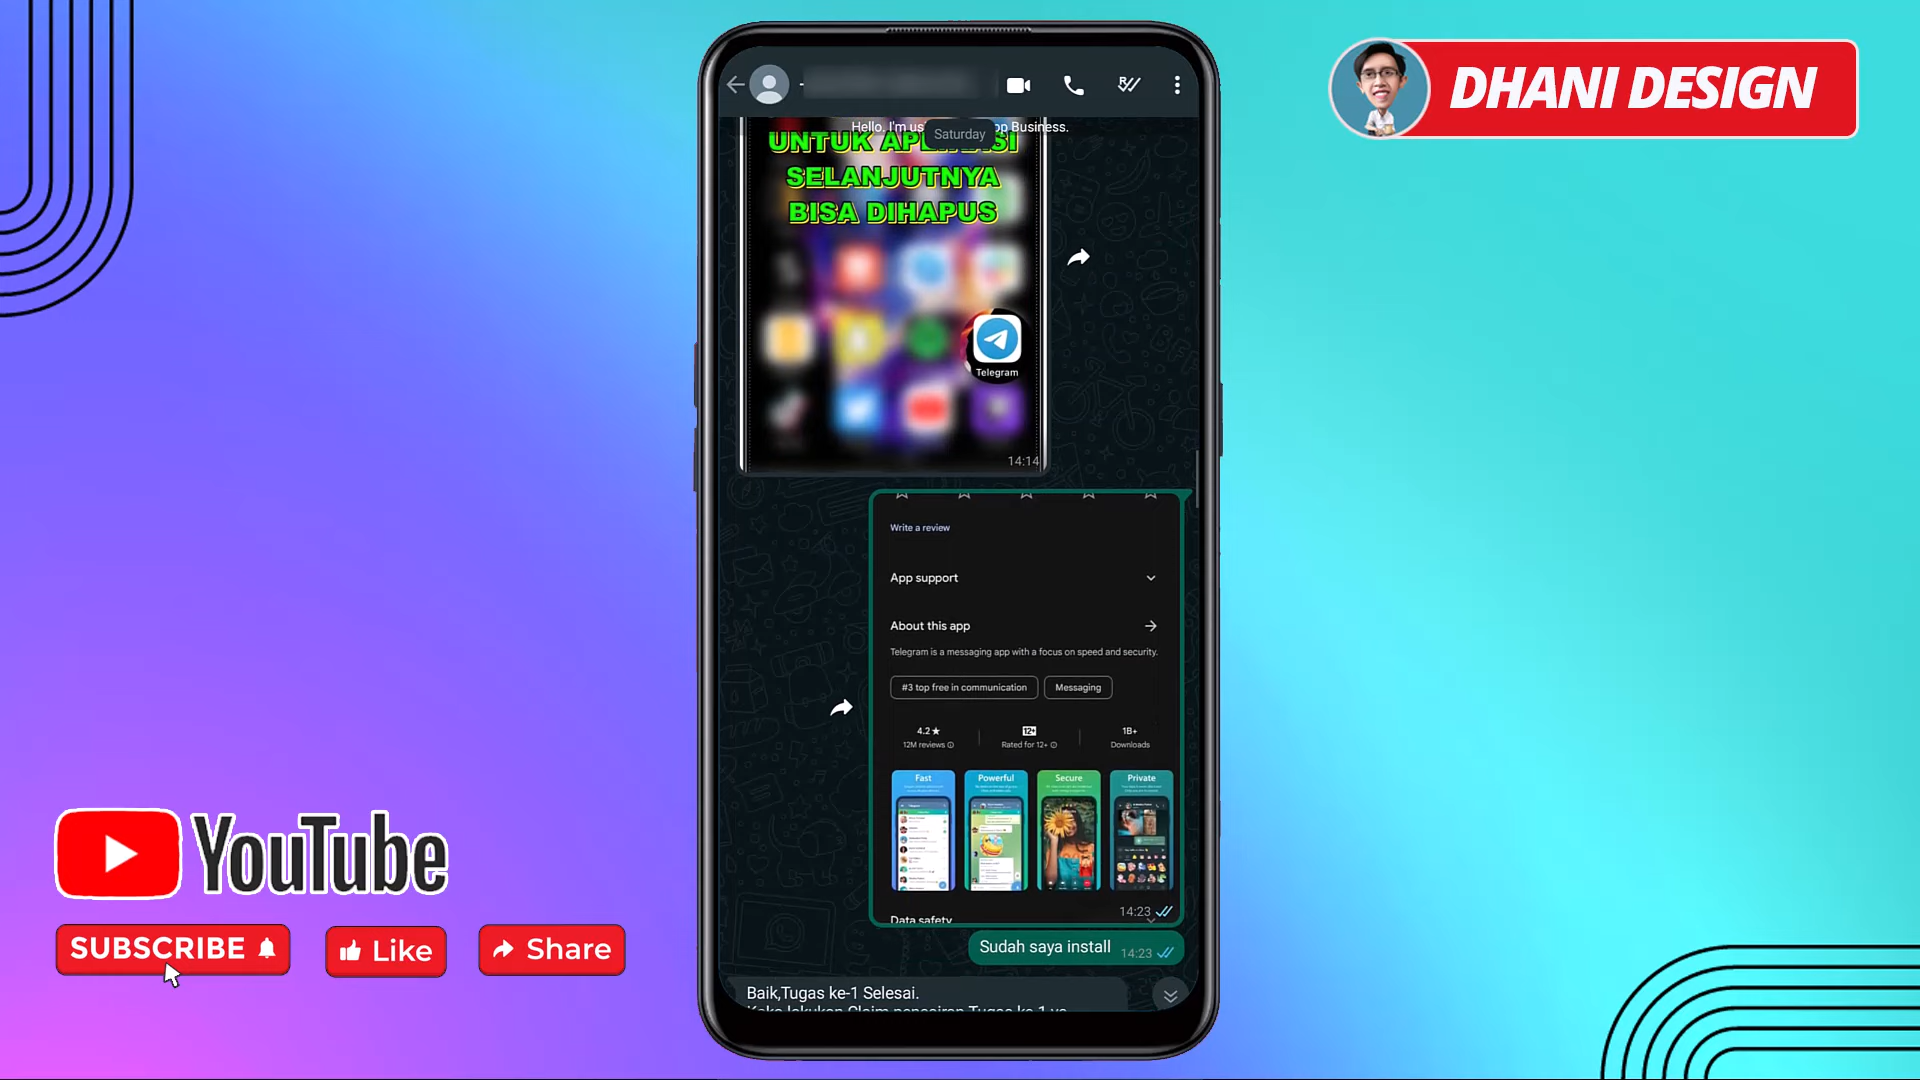 DHANI DESIGN
Hello, I'm us
op Business.
Saturday
UNTUK AP
SI
SELANJUTNYA
BISA DIHAPUS
Telegram
14:14
Write a review
App support
About this app
Telegram is a messaging app with a focus on speed and security.
#3 top free in communication
Messaging
4.2★
12M reviews
12+
Rated for 12+
1B+
Downloads
Fast
Powerful
Secure
Private
Data safety
14:23
Sudah saya install
14:23
Baik,Tugas ke-1 Selesai.
YouTube
SUBSCRIBE
Like
Share